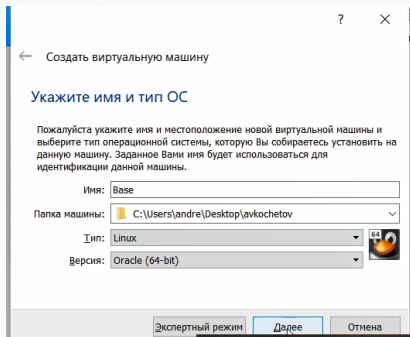 ?
Создать виртуальную машину
Укажите имя и тип ОС
Пожалуйста укажите имя и местоположение новой виртуальной машины и
выберите тип операционной системы, которую Вы собираетесь установить на
данную машину. Заданное Вами имя будет использоваться для
идентификации данной машины.
Имя: Base
Папка машины: C:\Users\andre\Desktop\avkochetov
Тип: Linux
64
Версия: Oracle (64-bit)
Экспертный режим Далее Отмена